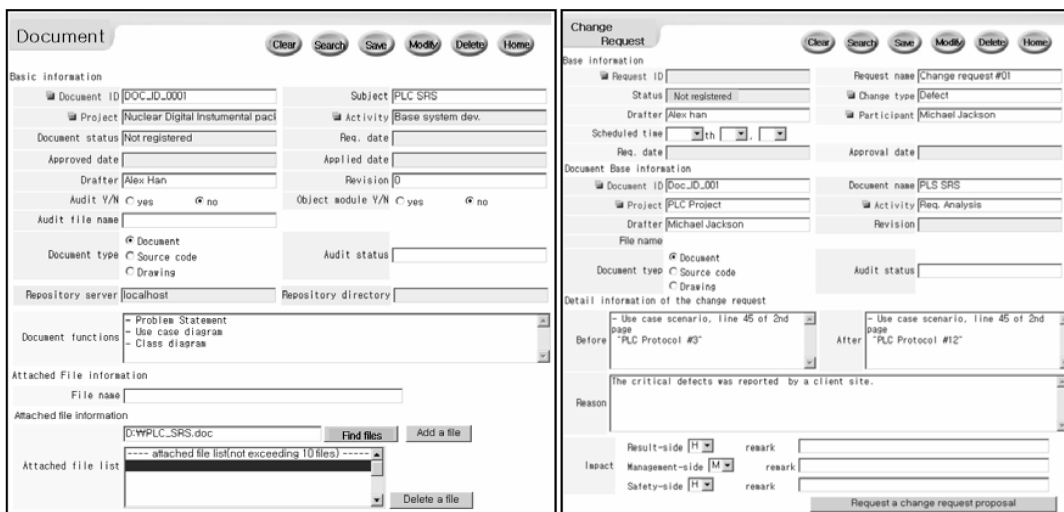 Document
Clear Search Save Modify Delete Home
Basic information
Document ID DOC_ID_0001 Subject PLC SRS
Project Nuclear Digital Instumental pack Activity Base system dev.
Document status Not registered Req. date
Approved date Applied date
Drafter Alex Han Revision 0
Audit Y/N yes no Object module Y/N yes no
Audit file name
Document type Document Source code Drawing Audit status
Repository server localhost Repository directory
Document functions
- Problem Statement
- Use case diagram
- Class diagram
Attached File information
File name
Attached file information
D:₩PLC_SRS.doc Find files Add a file
Attached file list
---- attached file list(not exceeding 10 files) -----
Delete a file
Change
Request
Clear Search Save Modify Delete Home
Base information
Request ID Request name Change request #01
Status Not registered Change type Defect
Drafter Alex han Participant Michael Jackson
Scheduled time th .
Req. date Approval date
Document Base information
Document ID Doc_ID_001 Document name PLS SRS
Project PLC Project Activity Req. Analysis
Drafter Michael Jackson Revision
File name
Document tyep Document Source code Drawing Audit status
Detail information of the change request
Before
- Use case scenario, line 45 of 2nd
page
"PLC Protocol #3"
After
- Use case scenario, line 45 of 2nd
page
"PLC Protocol #12"
Reason
The critical defects was reported by a client site.
Impact
Result-side H remark
Management-side M remark
Safety-side H remark
Request a change request proposal